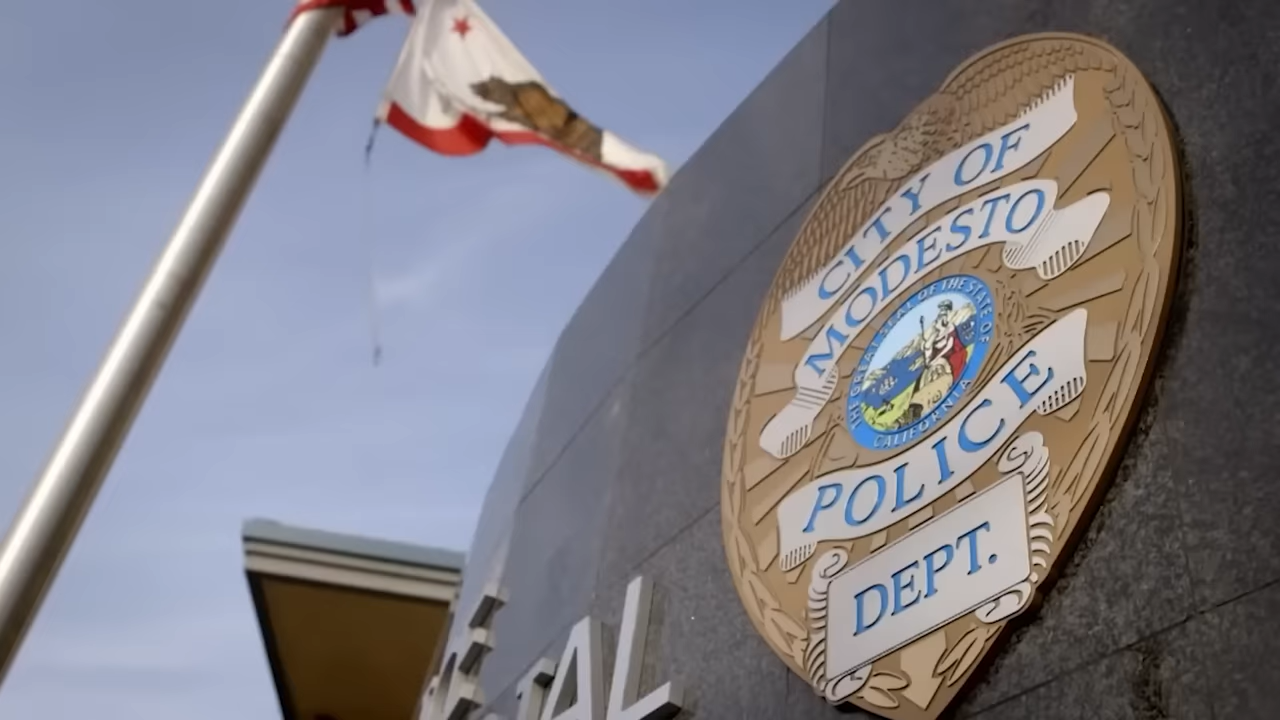 CITY OF
MODESTO
THE GREAT SEAL OF THE STATE OF
CALIFORNIA
POLICE
DEPT.